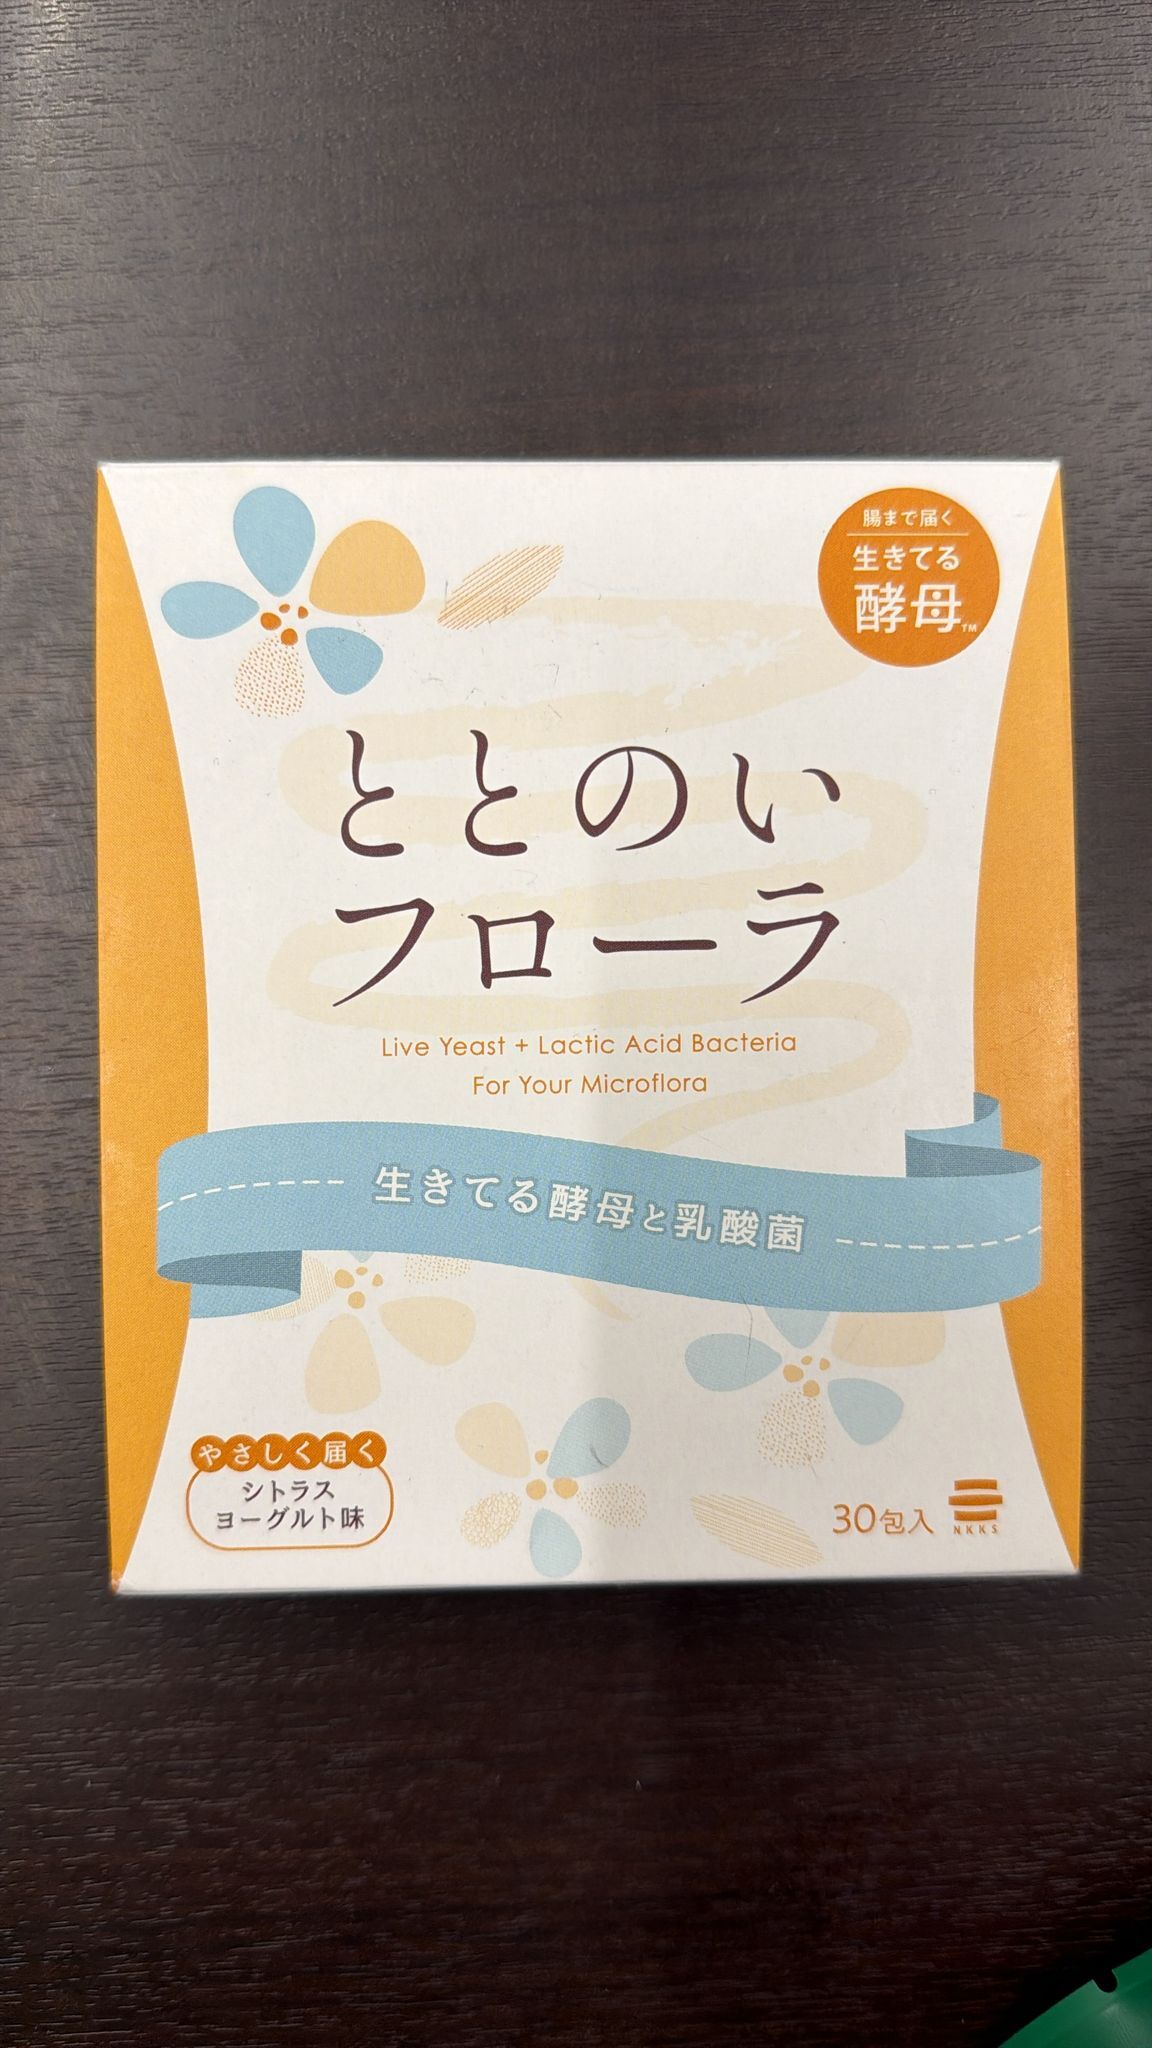 腸まで届く
生きてる
酵母™
ととのい
フローラ
Live Yeast + Lactic Acid Bacteria
For Your Microflora
生きてる酵母と乳酸菌
やさしく届く
シトラス
ヨーグルト味
30包入
NKKS